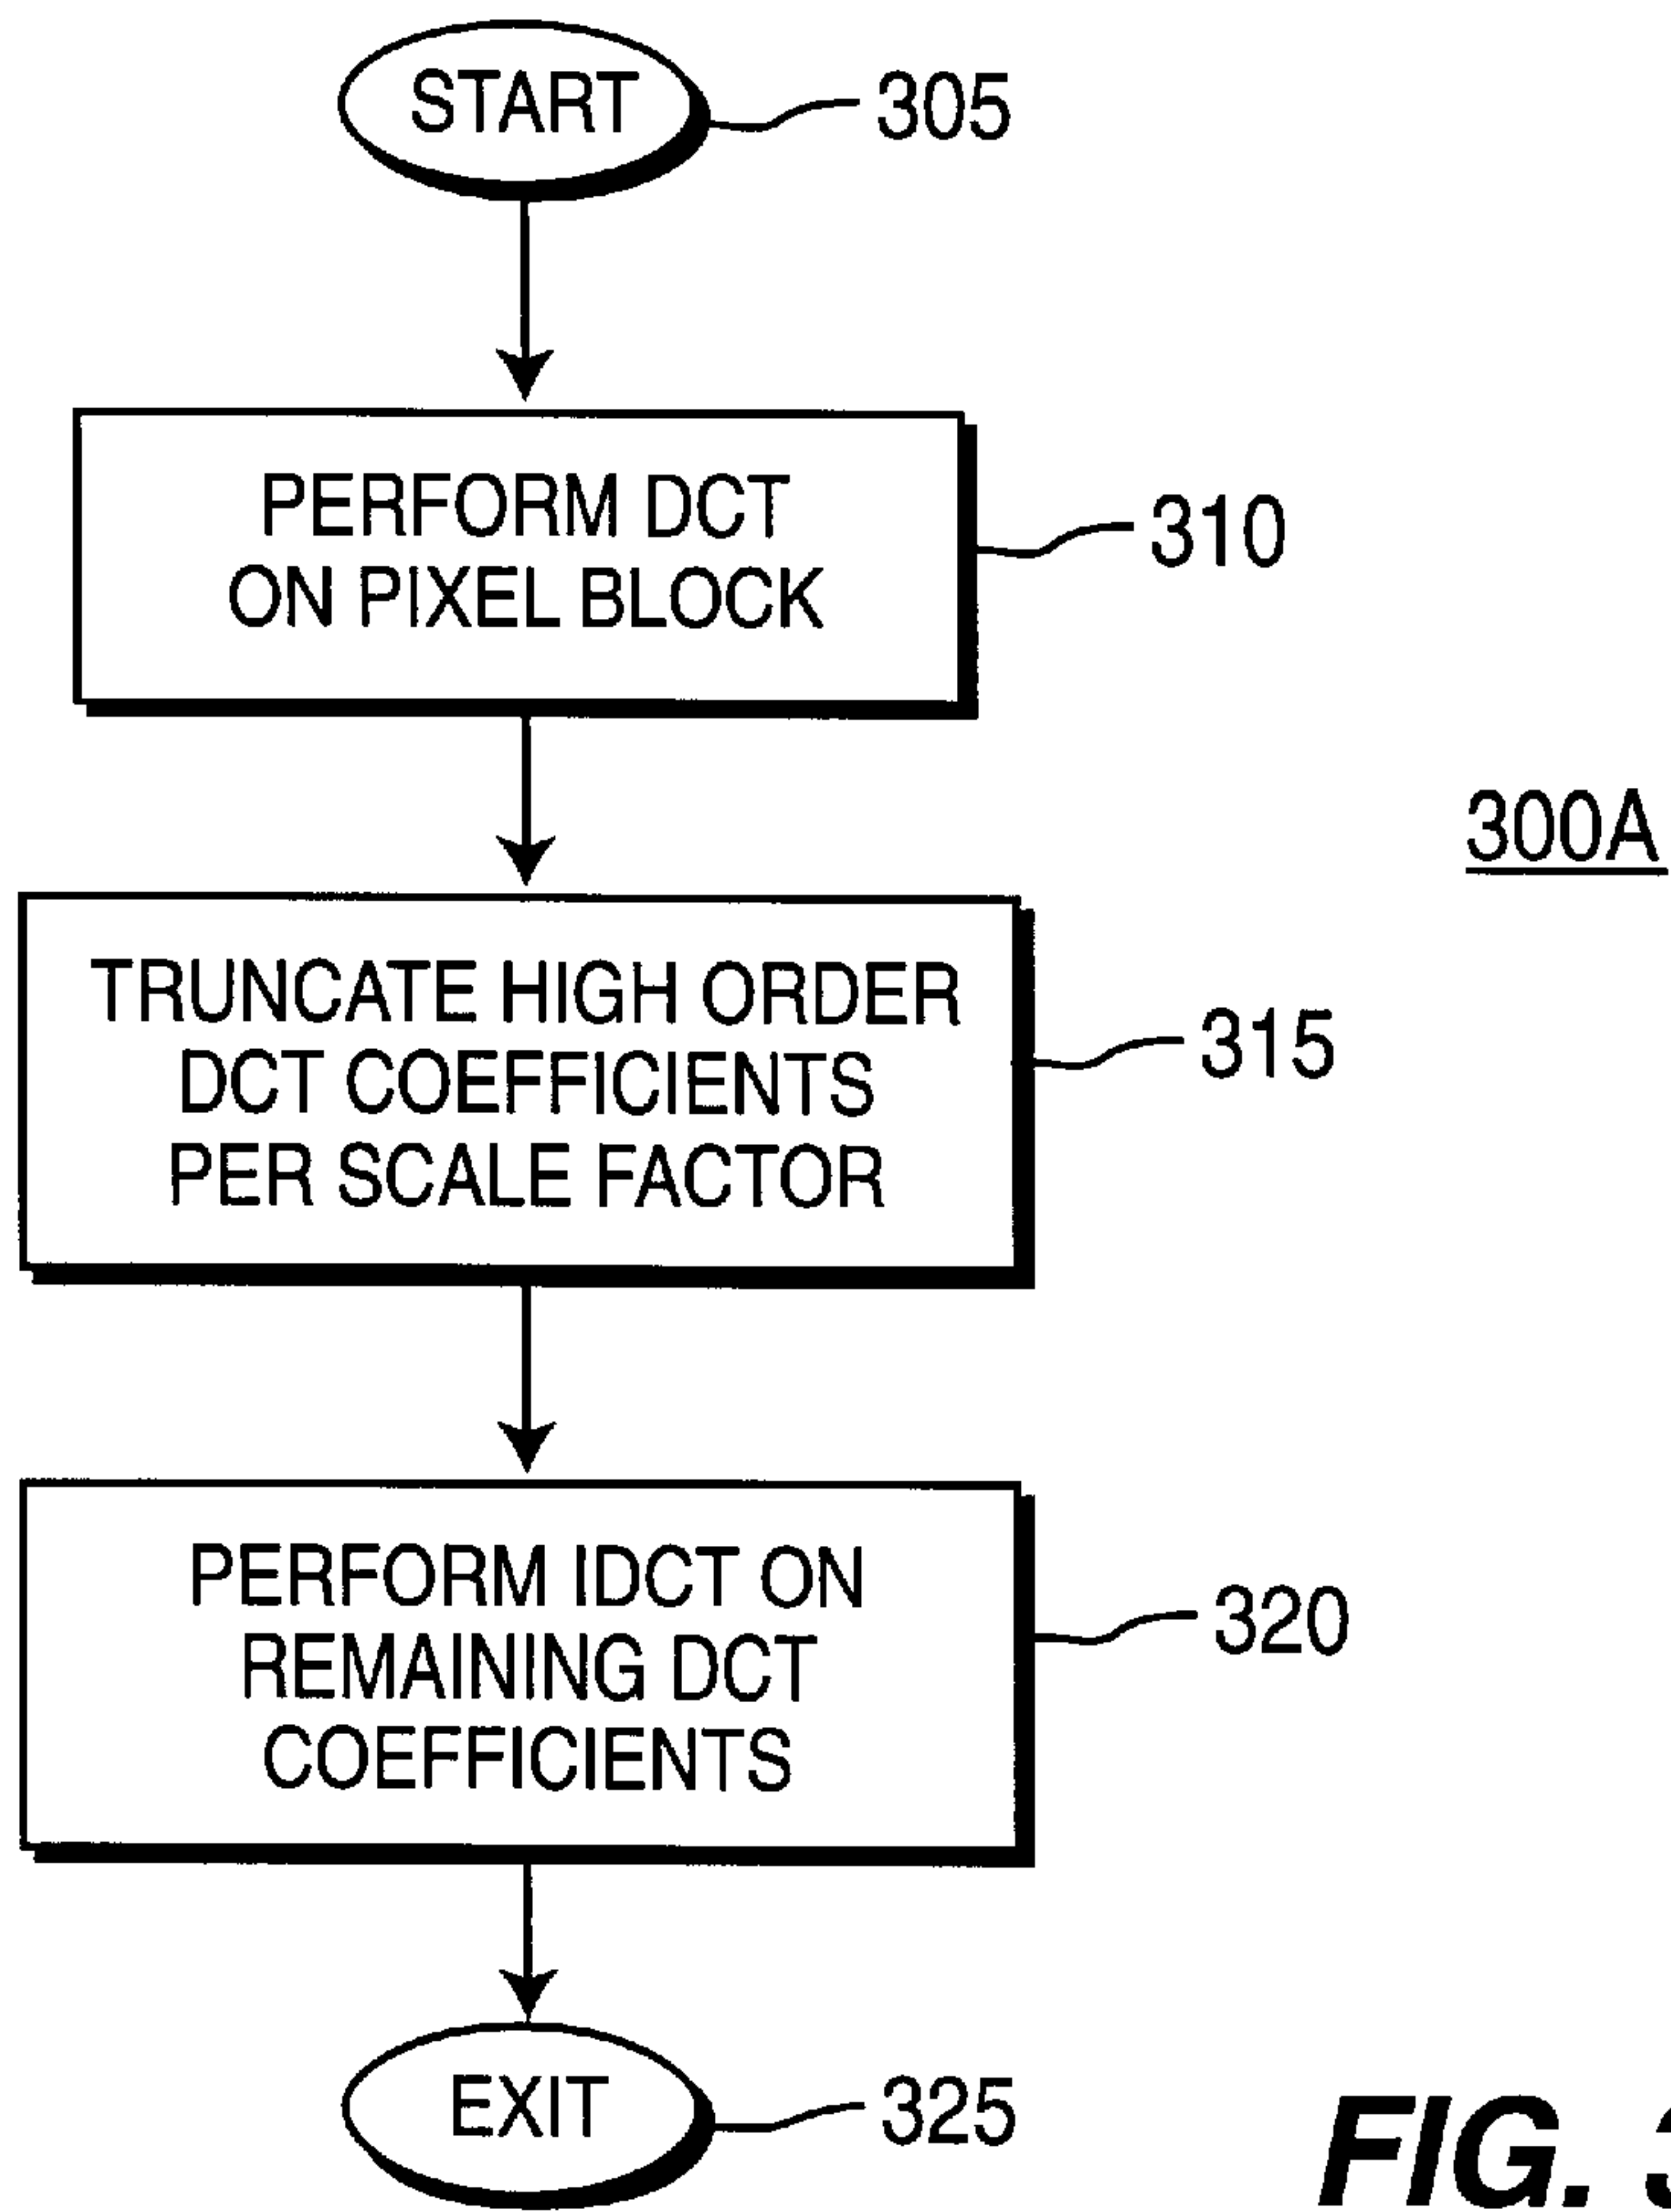 START
305
PERFORM DCT
ON PIXEL BLOCK
310
300A
TRUNCATE HIGH ORDER
DCT COEFFICIENTS
PER SCALE FACTOR
315
PERFORM IDCT ON
REMAINING DCT
COEFFICIENTS
320
EXIT
325
FIG.